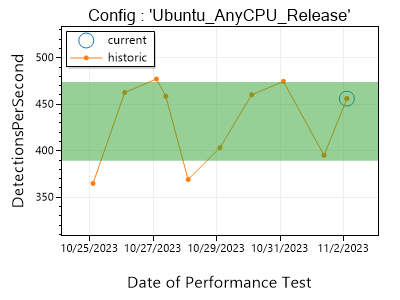 Config : 'Ubuntu_AnyCPU_Release'
current
historic
DetectionsPerSecond
500
450
400
350
10/25/2023 10/27/2023 10/29/2023 10/31/2023 11/2/2023
Date of Performance Test